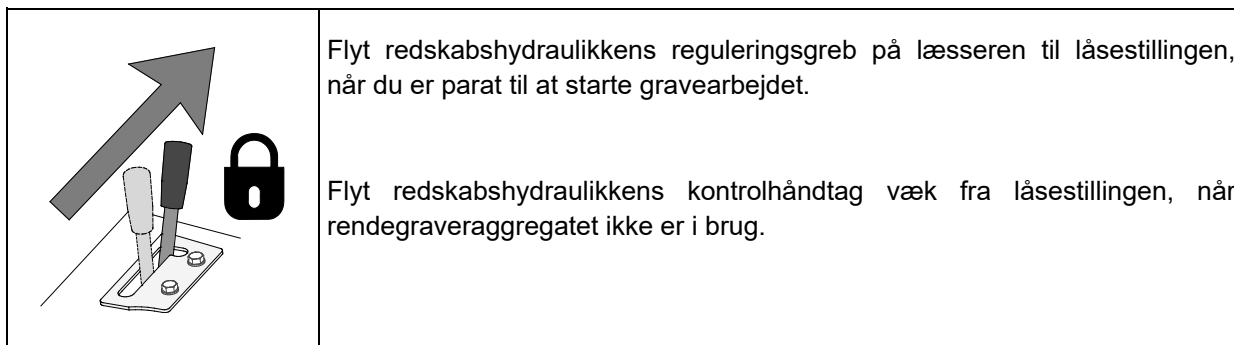 Flyt redskabshydraulikkens reguleringsgreb på læsseren til låsestillingen,
når du er parat til at starte gravearbejdet.
Flyt redskabshydraulikkens kontrolhåndtag væk fra låsestillingen, når
rendegraveraggregatet ikke er i brug.